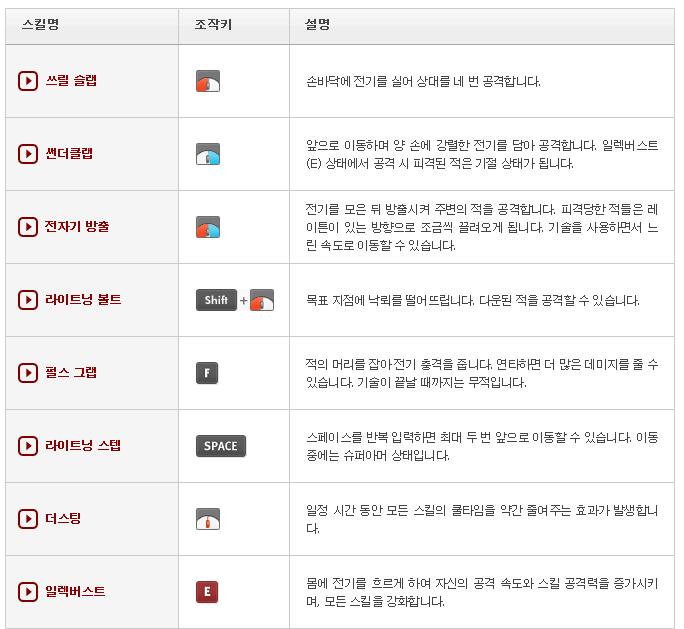 스킬명 조작키 설명
쓰릴 슬랩 손바닥에 전기를 실어 상대를 네 번 공격합니다.
썬더클랩 앞으로 이동하며 양 손에 강렬한 전기를 담아 공격합니다. 일렉버스트
(E) 상태에서 공격 시 피격된 적은 기절 상태가 됩니다.
전자기 방출 전기를 모은 뒤 방출시켜 주변의 적을 공격합니다. 피격당한 적들은 레
이튼이 있는 방향으로 조금씩 끌려오게 됩니다. 기술을 사용하면서 느
린 속도로 이동할 수 있습니다.
라이트닝 볼트 Shift + 목표 지점에 낙뢰를 떨어뜨립니다. 다운된 적을 공격할 수 있습니다.
펄스 그랩 F 적의 머리를 잡아 전기 충격을 줍니다. 연타하면 더 많은 데미지를 줄 수
있습니다. 기술이 끝날 때까지는 무적입니다.
라이트닝 스텝 SPACE 스페이스를 반복 입력하면 최대 두 번 앞으로 이동할 수 있습니다. 이동
중에는 슈퍼아머 상태입니다.
더스팅 일정 시간 동안 모든 스킬의 쿨타임을 약간 줄여주는 효과가 발생합니
다.
일렉버스트 E 몸에 전기를 흐르게 하여 자신의 공격 속도와 스킬 공격력을 증가시키
며, 모든 스킬을 강화합니다.